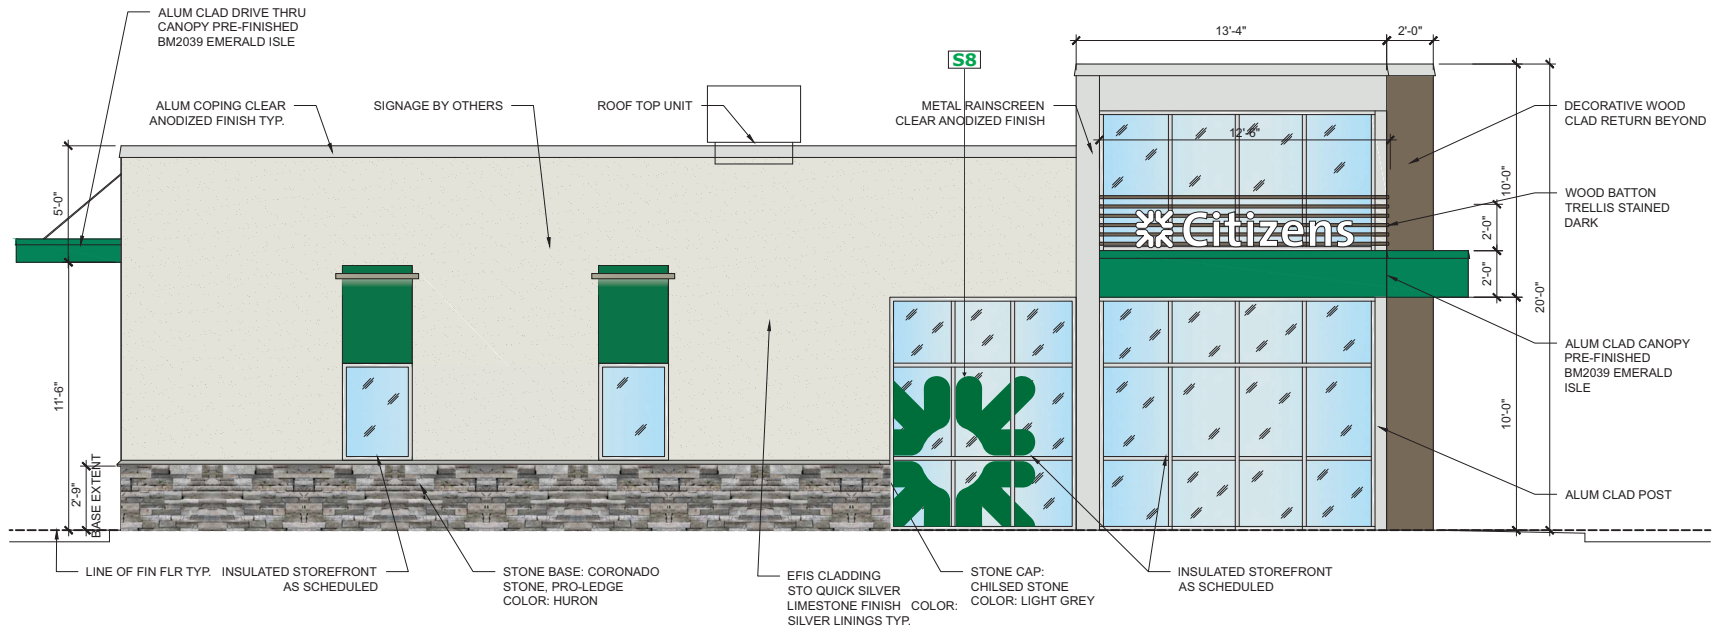 ALUM CLAD DRIVE THRU
CANOPY PRE-FINISHED
BM2039 EMERALD ISLE
ALUM COPING CLEAR
ANODIZED FINISH TYP.
SIGNAGE BY OTHERS
ROOF TOP UNIT
S8
METAL RAINSCREEN
CLEAR ANODIZED FINISH
13'-4"
2'-0"
12'-6"
DECORATIVE WOOD
CLAD RETURN BEYOND
WOOD BATTON
TRELLIS STAINED
DARK
Citizens
10'-0"
2'-0"
2'-0"
20'-0"
10'-0"
ALUM CLAD CANOPY
PRE-FINISHED
BM2039 EMERALD
ISLE
ALUM CLAD POST
5'-0"
11'-6"
2'-9"
BASE EXTENT
LINE OF FIN FLR TYP.
INSULATED STOREFRONT
AS SCHEDULED
STONE BASE: CORONADO
STONE, PRO-LEDGE
COLOR: HURON
EFIS CLADDING
STO QUICK SILVER
LIMESTONE FINISH COLOR:
SILVER LININGS TYP.
STONE CAP:
CHILSED STONE
COLOR: LIGHT GREY
INSULATED STOREFRONT
AS SCHEDULED